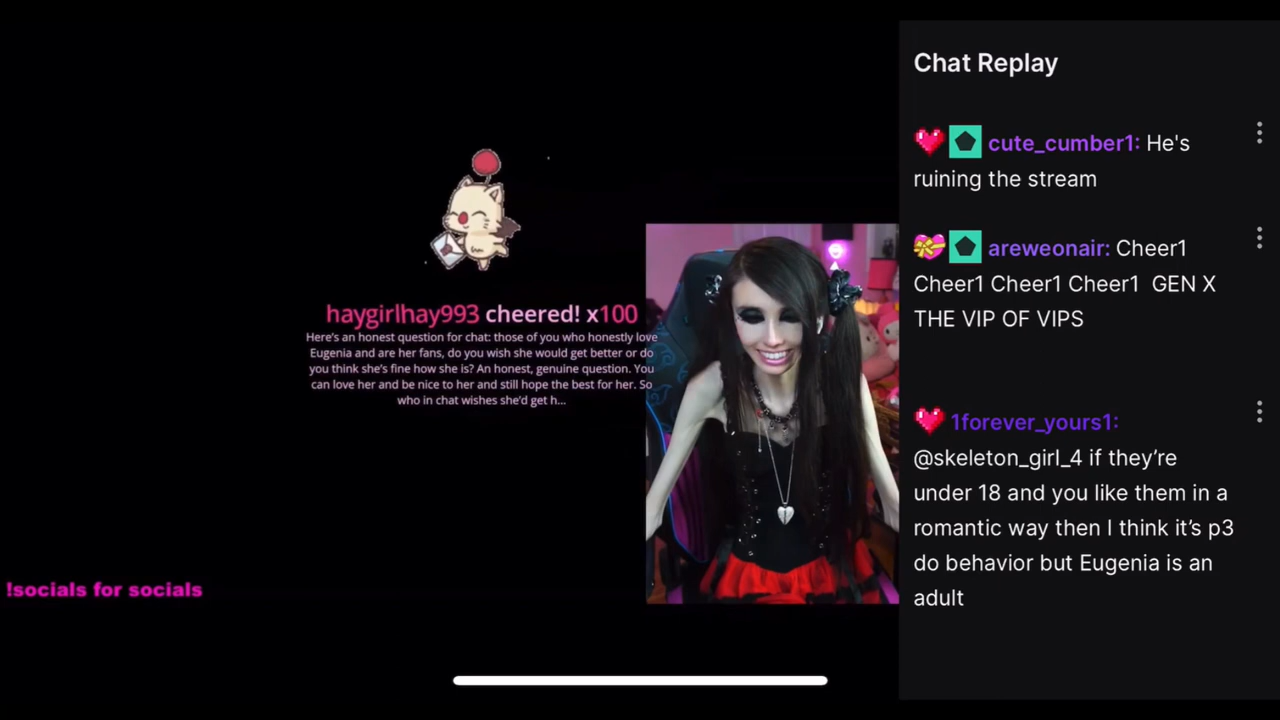 Chat Replay
cute_cumber1: He's
ruining the stream
areweonair: Cheer1
Cheer1 Cheer1 Cheer1 GEN X
THE VIP OF VIPS
haygirlhay993 cheered! x100
Here's an honest question for chat: those of you who honestly love
Eugenia and are her fans, do you wish she would get better or do
you think she's fine how she is? An honest, genuine question. You
can love her and be nice to her and still hope the best for her. So
who in chat wishes she'd get h...
1forever_yours1:
@skeleton_girl_4 if they’re
under 18 and you like them in a
romantic way then I think it’s p3
do behavior but Eugenia is an
adult
!socials for socials